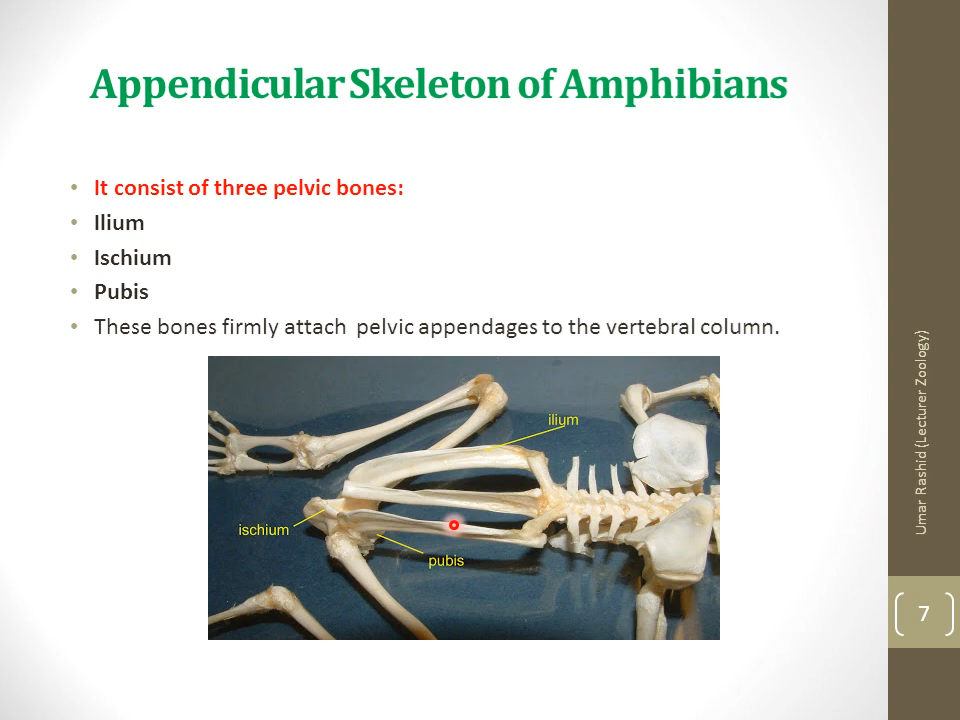 Appendicular Skeleton of Amphibians
• It consist of three pelvic bones:
• Ilium
• Ischium
• Pubis
• These bones firmly attach  pelvic appendages to the vertebral column.
ilium
ischium
pubis
Umar Rashid (Lecturer Zoology)
7